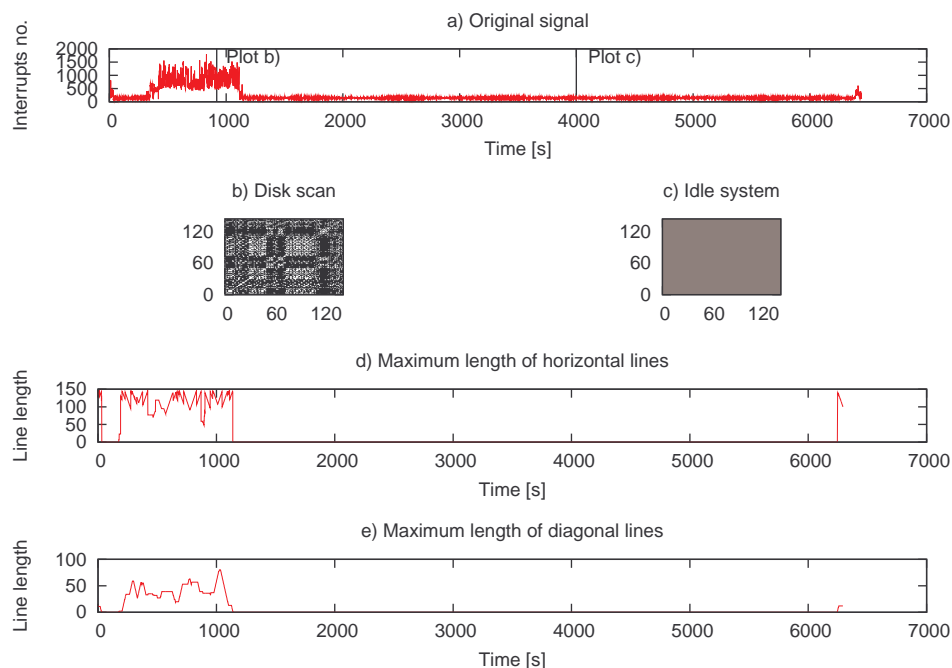 a) Original signal
Interrupts no.
2000
1500
1000
500
0
Plot b)
Plot c)
0 1000 2000 3000 4000 5000 6000 7000
Time [s]
b) Disk scan
120
60
0
0 60 120
c) Idle system
120
60
0
0 60 120
d) Maximum length of horizontal lines
Line length
150
100
50
0
0 1000 2000 3000 4000 5000 6000 7000
Time [s]
e) Maximum length of diagonal lines
Line length
100
50
0
0 1000 2000 3000 4000 5000 6000 7000
Time [s]